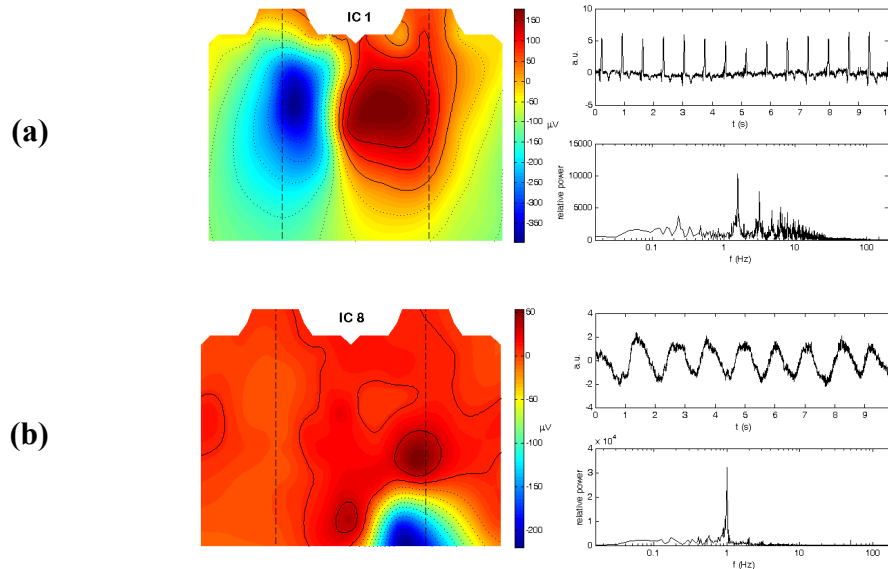 (a)
IC 1
150
100
50
0
-50
-100
-150
-200
-250
-300
-350
µV
10
5
0
-5
a.u.
0 1 2 3 4 5 6 7 8 9
t (s)
15000
10000
5000
0
relative power
0.1 1 10 100
f (Hz)
(b)
IC 8
50
0
-50
-100
-150
-200
µV
4
2
0
-2
-4
a.u.
0 1 2 3 4 5 6 7 8 9
t (s)
x 10⁴
4
3
2
1
0
relative power
0.1 1 10 100
f (Hz)